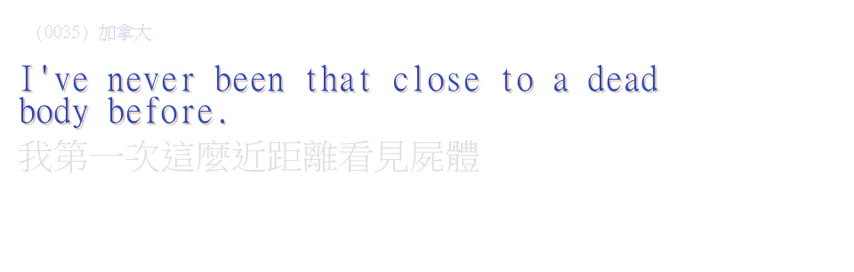 (0035) 加拿大
I've never been that close to a dead
body before.
我第一次這麼近距離看見屍體